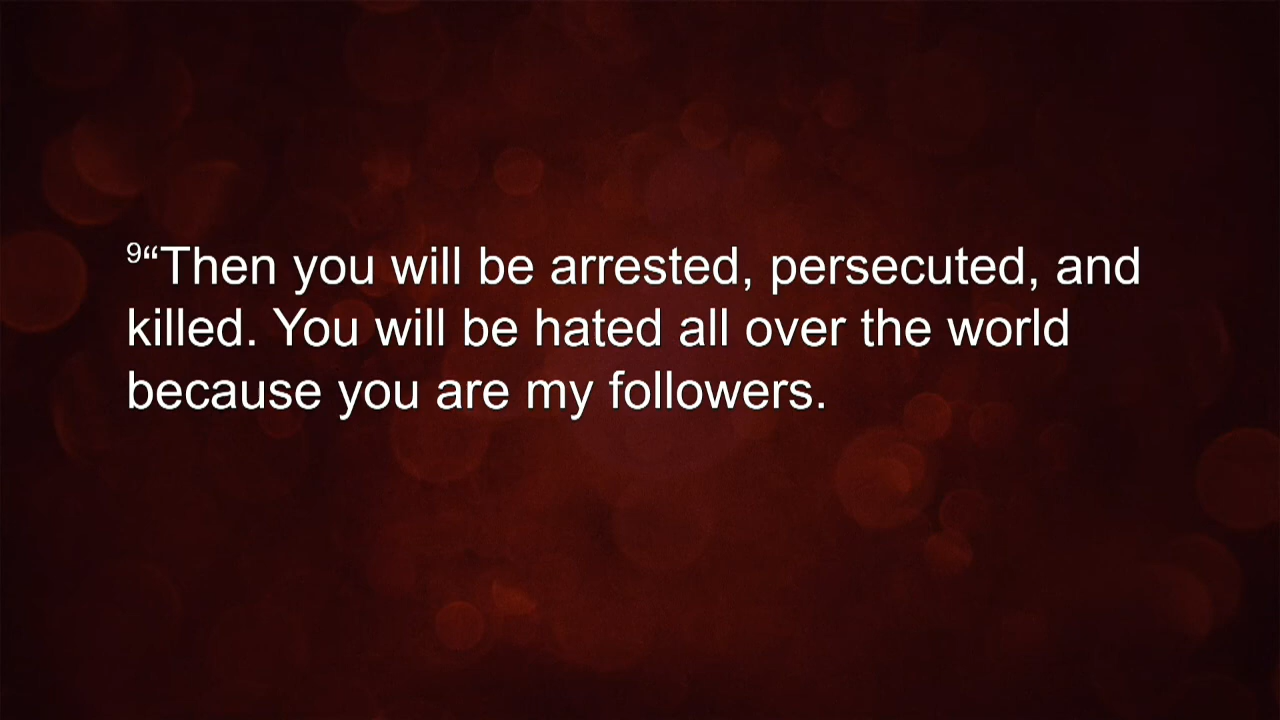 ⁹“Then you will be arrested, persecuted, and
killed. You will be hated all over the world
because you are my followers.